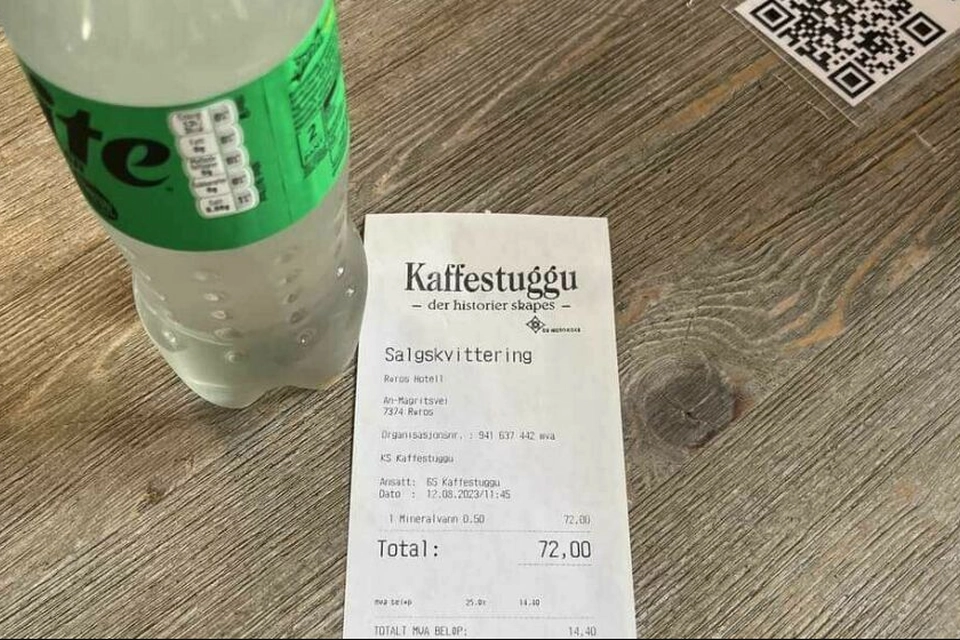 ite
Kaffestuggu
– der historier skapes –
Salgskvittering
Røros Hotell
An-Magritsvei
7374 Røros
Organisasjonsnr. : 941 637 442 mva
KS Kaffestuggu
Ansatt: GS Kaffestuggu
Dato : 12.08.2023/11:45
1 Mineralvann 0.50 72,00
Total: 72,00
mva beløp 25.0% 14.40
TOTALT MVA BELØP: 14,40